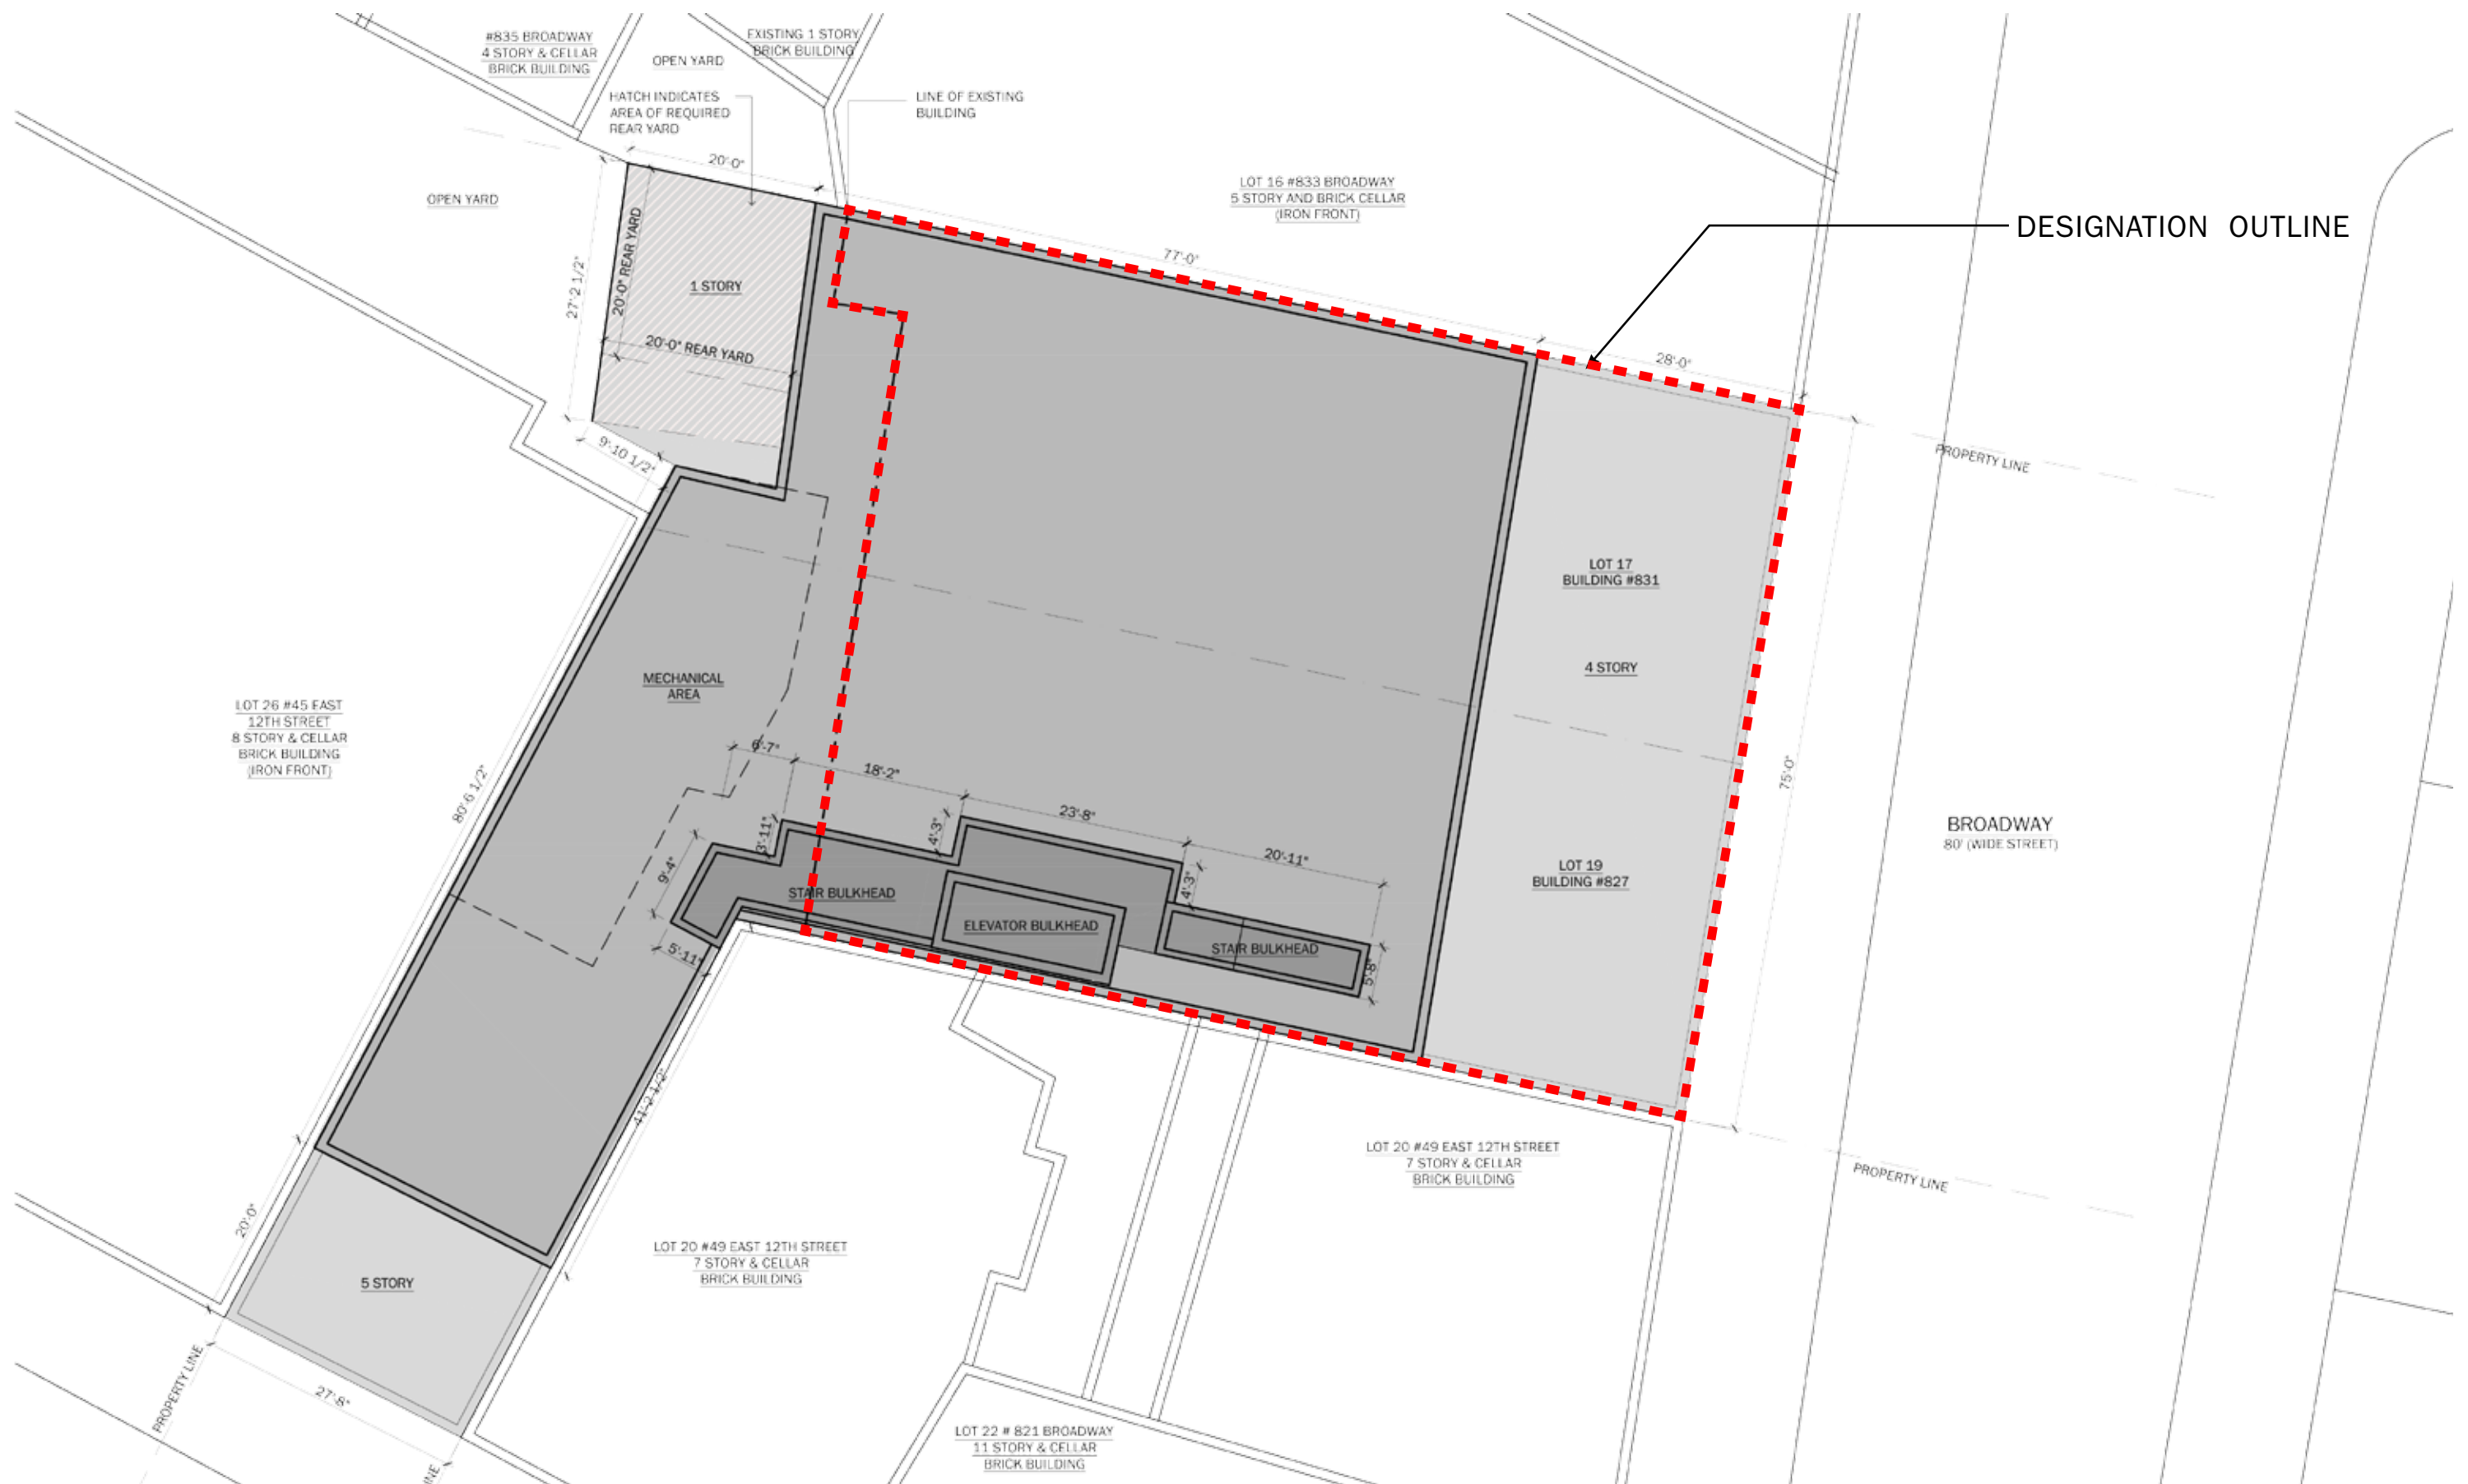 #835 BROADWAY
4 STORY & CELLAR
BRICK BUILDING
OPEN YARD
EXISTING 1 STORY
BRICK BUILDING
HATCH INDICATES
AREA OF REQUIRED
REAR YARD
LINE OF EXISTING
BUILDING
OPEN YARD
20'-0"
LOT 16 #833 BROADWAY
5 STORY AND BRICK CELLAR
(IRON FRONT)
DESIGNATION OUTLINE
77'-0"
27'-2 1/2"
20'-0" REAR YARD
1 STORY
20'-0" REAR YARD
28'-0"
9'-10 1/2"
PROPERTY LINE
LOT 17
BUILDING #831
4 STORY
MECHANICAL
AREA
LOT 26 #45 EAST
12TH STREET
8 STORY & CELLAR
BRICK BUILDING
(IRON FRONT)
80'-6 1/2"
6'-7"
18'-2"
23'-8"
20'-11"
75'-0"
BROADWAY
80' (WIDE STREET)
3'-11"
4'-3"
9'-4"
4'-3"
LOT 19
BUILDING #827
STAIR BULKHEAD
ELEVATOR BULKHEAD
STAIR BULKHEAD
5'-11"
5'-8"
41'-2 1/2"
LOT 20 #49 EAST 12TH STREET
7 STORY & CELLAR
BRICK BUILDING
PROPERTY LINE
20'-0"
LOT 20 #49 EAST 12TH STREET
7 STORY & CELLAR
BRICK BUILDING
5 STORY
PROPERTY LINE
27'-8"
LOT 22 # 821 BROADWAY
11 STORY & CELLAR
BRICK BUILDING